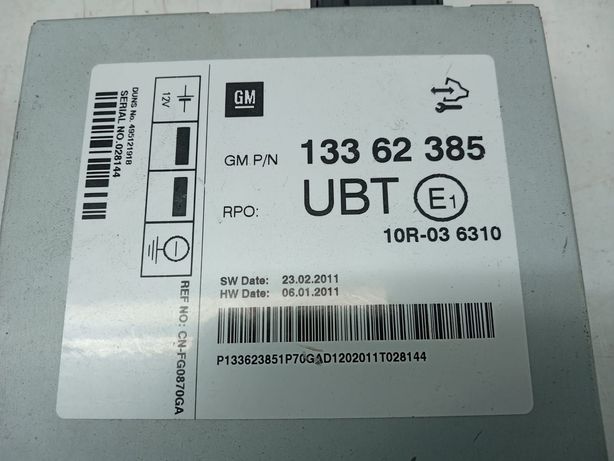 DUNS No. 495121918
SERIAL NO.028144
12V
REF NO: CN-FG0870GA
GM
GM P/N 133 62 385
RPO: UBT E1
10R-03 6310
SW Date: 23.02.2011
HW Date: 06.01.2011
P133623851P70GAD1202011T028144